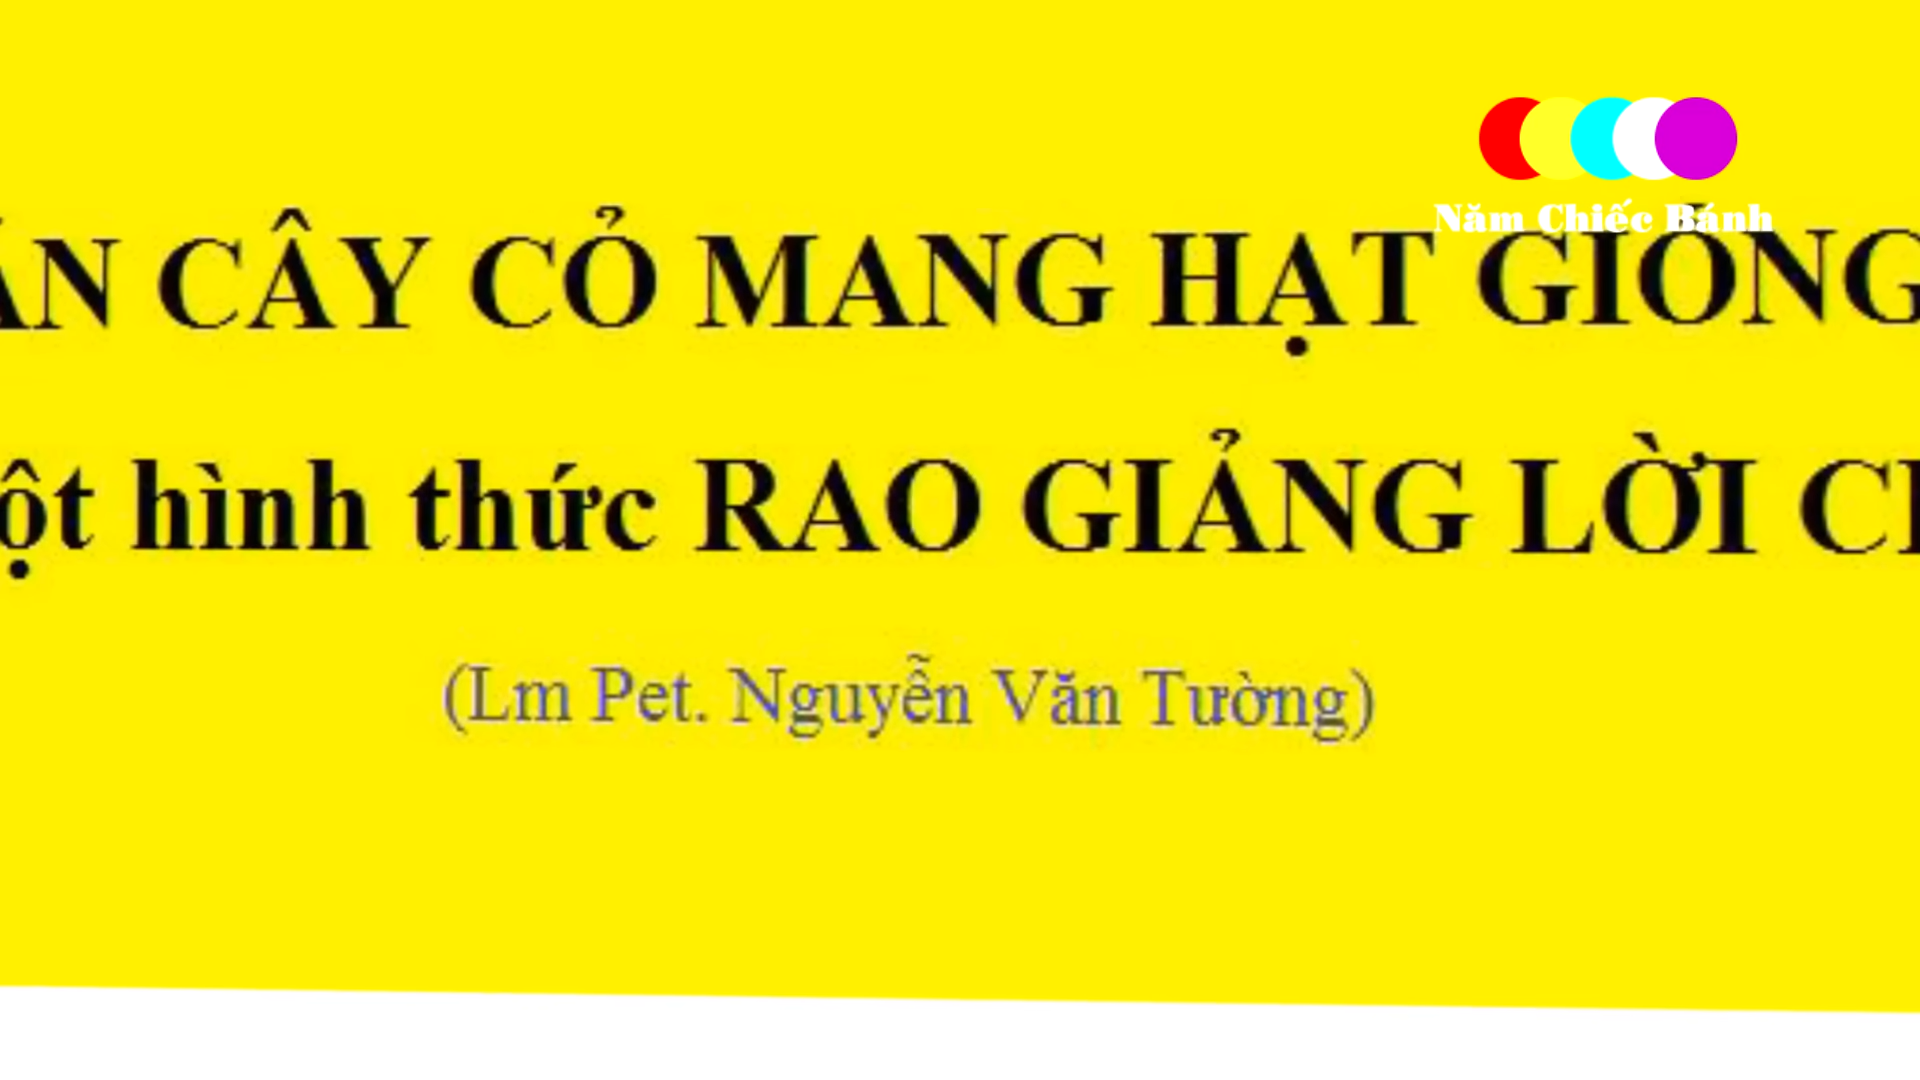 Năm Chiếc Bánh
CÂY CỎ MANG HẠT GIỐNG
hình thức RAO GIẢNG LỜI
(Lm Pet. Nguyễn Văn Tường)